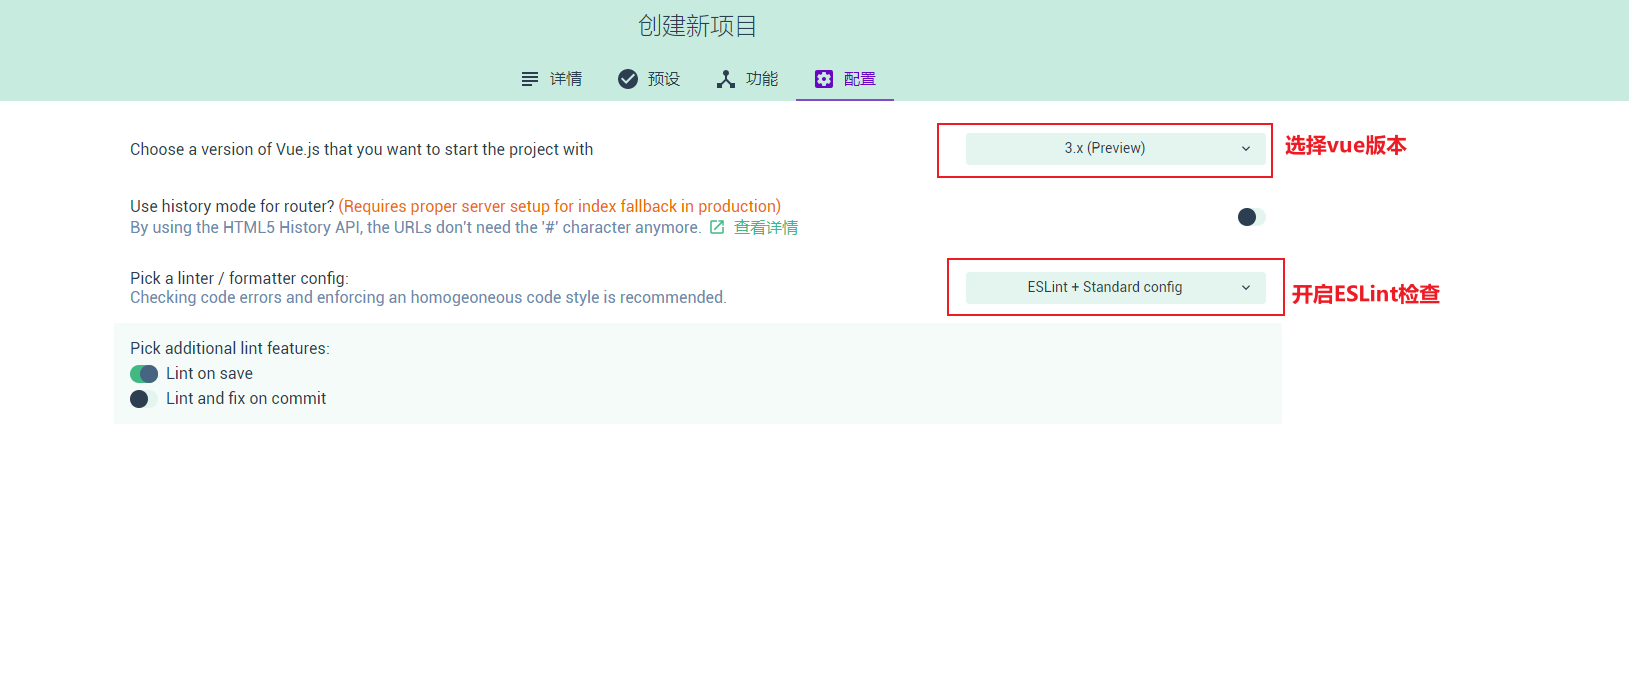 创建新项目
详情 预设 功能 配置
Choose a version of Vue.js that you want to start the project with
3.x (Preview)
选择vue版本
Use history mode for router? (Requires proper server setup for index fallback in production)
By using the HTML5 History API, the URLs don't need the '#' character anymore. 查看详情
Pick a linter / formatter config:
Checking code errors and enforcing an homogeoneous code style is recommended.
ESLint + Standard config
开启ESLint检查
Pick additional lint features:
Lint on save
Lint and fix on commit